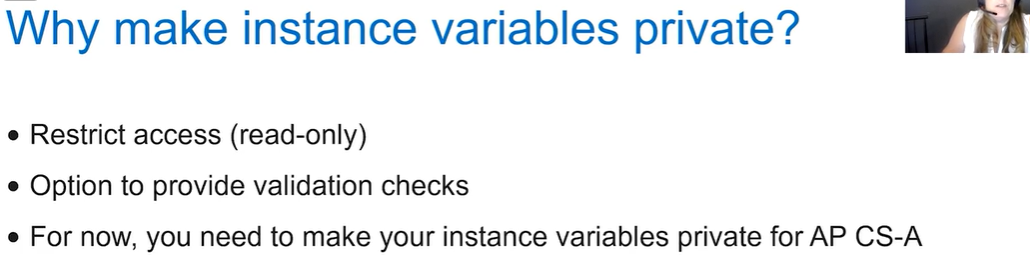 Why make instance variables private?
• Restrict access (read-only)
• Option to provide validation checks
• For now, you need to make your instance variables private for AP CS-A